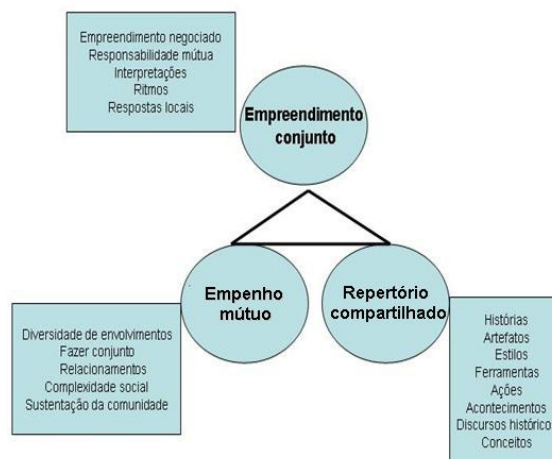 Empreendimento negociado
Responsabilidade mútua
Interpretações
Ritmos
Respostas locais
Empreendimento
conjunto
Empenho
mútuo
Repertório
compartilhado
Diversidade de envolvimentos
Fazer conjunto
Relacionamentos
Complexidade social
Sustentação da comunidade
Histórias
Artefatos
Estilos
Ferramentas
Ações
Acontecimentos
Discursos histórico
Conceitos